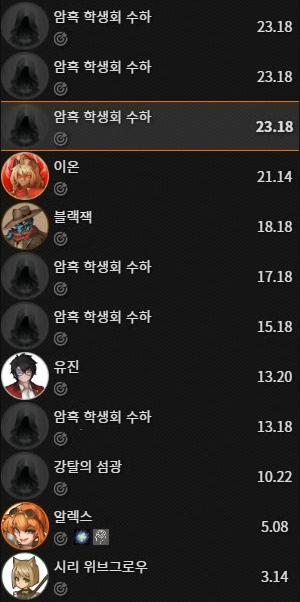 암흑 학생회 수하
23.18
암흑 학생회 수하
23.18
암흑 학생회 수하
23.18
이온
21.14
블랙잭
18.18
암흑 학생회 수하
17.18
암흑 학생회 수하
15.18
유진
13.20
암흑 학생회 수하
13.18
강탈의 섬광
10.22
알렉스
5.08
시리 위브그로우
3.14